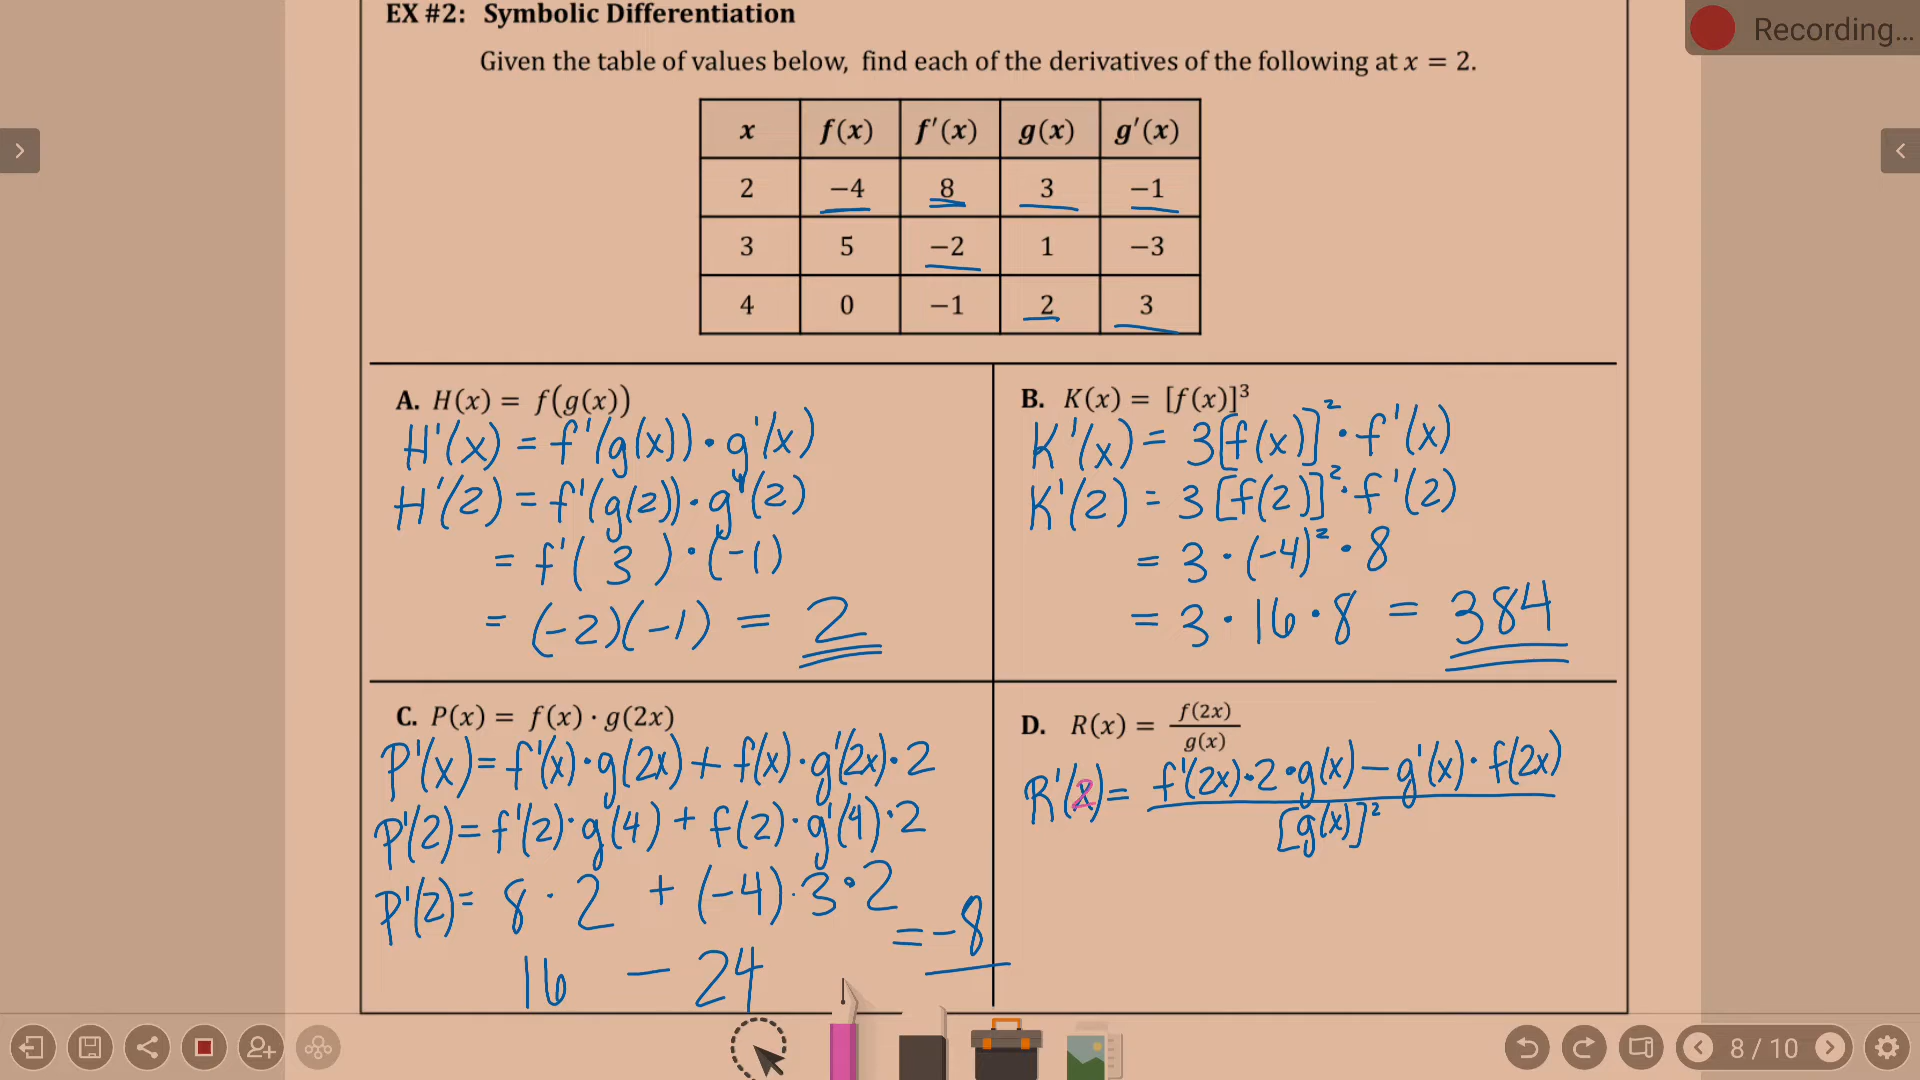 EX #2: Symbolic Differentiation
Recording...
Given the table of values below, find each of the derivatives of the following at x = 2.
x f(x) f′(x) g(x) g′(x)
2 −4 8 3 −1
3 5 −2 1 −3
4 0 −1 2 3
A. H(x) = f(g(x))
H'(x) = f'(g(x)) · g'(x)
H'(2) = f'(g(2)) · g'(2)
= f'( 3 ) · (-1)
= (-2)(-1) = 2
B. K(x) = [f(x)]³
K'(x) = 3[f(x)]² · f'(x)
K'(2) = 3[f(2)]² · f'(2)
= 3 · (-4)² · 8
= 3 · 16 · 8 = 384
C. P(x) = f(x) · g(2x)
P'(x) = f'(x) · g(2x) + f(x) · g'(2x) · 2
P'(2) = f'(2) · g(4) + f(2) · g'(4) · 2
P'(2) = 8 · 2 + (-4) · 3 · 2
= -8
16 - 24
D. R(x) = f(2x) / g(x)
R'(2) = f'(2x) · 2 · g(x) - g'(x) · f(2x)
[g(x)]²
8 / 10